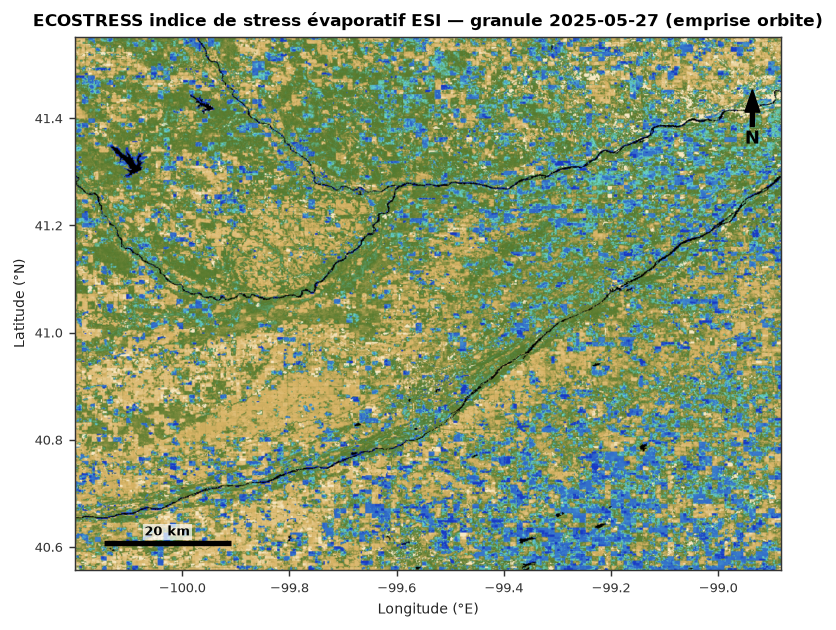 ECOSTRESS indice de stress évaporatif ESI — granule 2025-05-27 (emprise orbite)
N
41.4
41.2
41.0
40.8
40.6
Latitude (°N)
20 km
−100.0
−99.8
−99.6
−99.4
−99.2
−99.0
Longitude (°E)